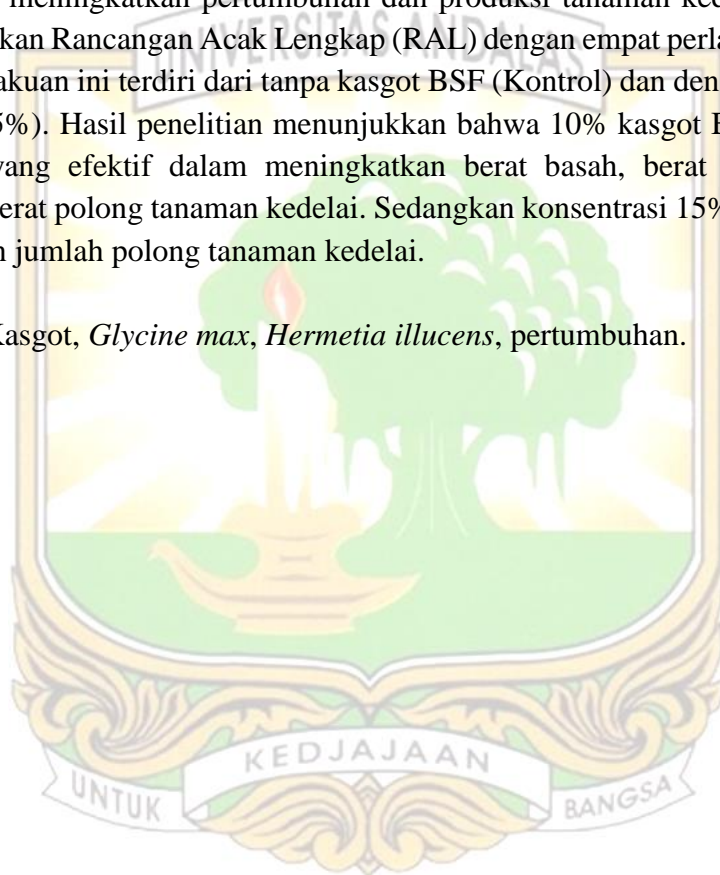 meningkatkan pertumbuhan dan produksi tanaman
kan Rancangan Acak Lengkap (RAL) dengan empat
akuan ini terdiri dari tanpa kasgot BSF (Kontrol) dan
5%). Hasil penelitian menunjukkan bahwa 10% kasgot
yang efektif dalam meningkatkan berat basah, berat
erat polong tanaman kedelai. Sedangkan konsentrasi 15%
jumlah polong tanaman kedelai.
Kasgot, Glycine max, Hermetia illucens, pertumbuhan.
UNIVERSITAS ANDALAS
KEDJAJAAN
UNTUK
BANGSA